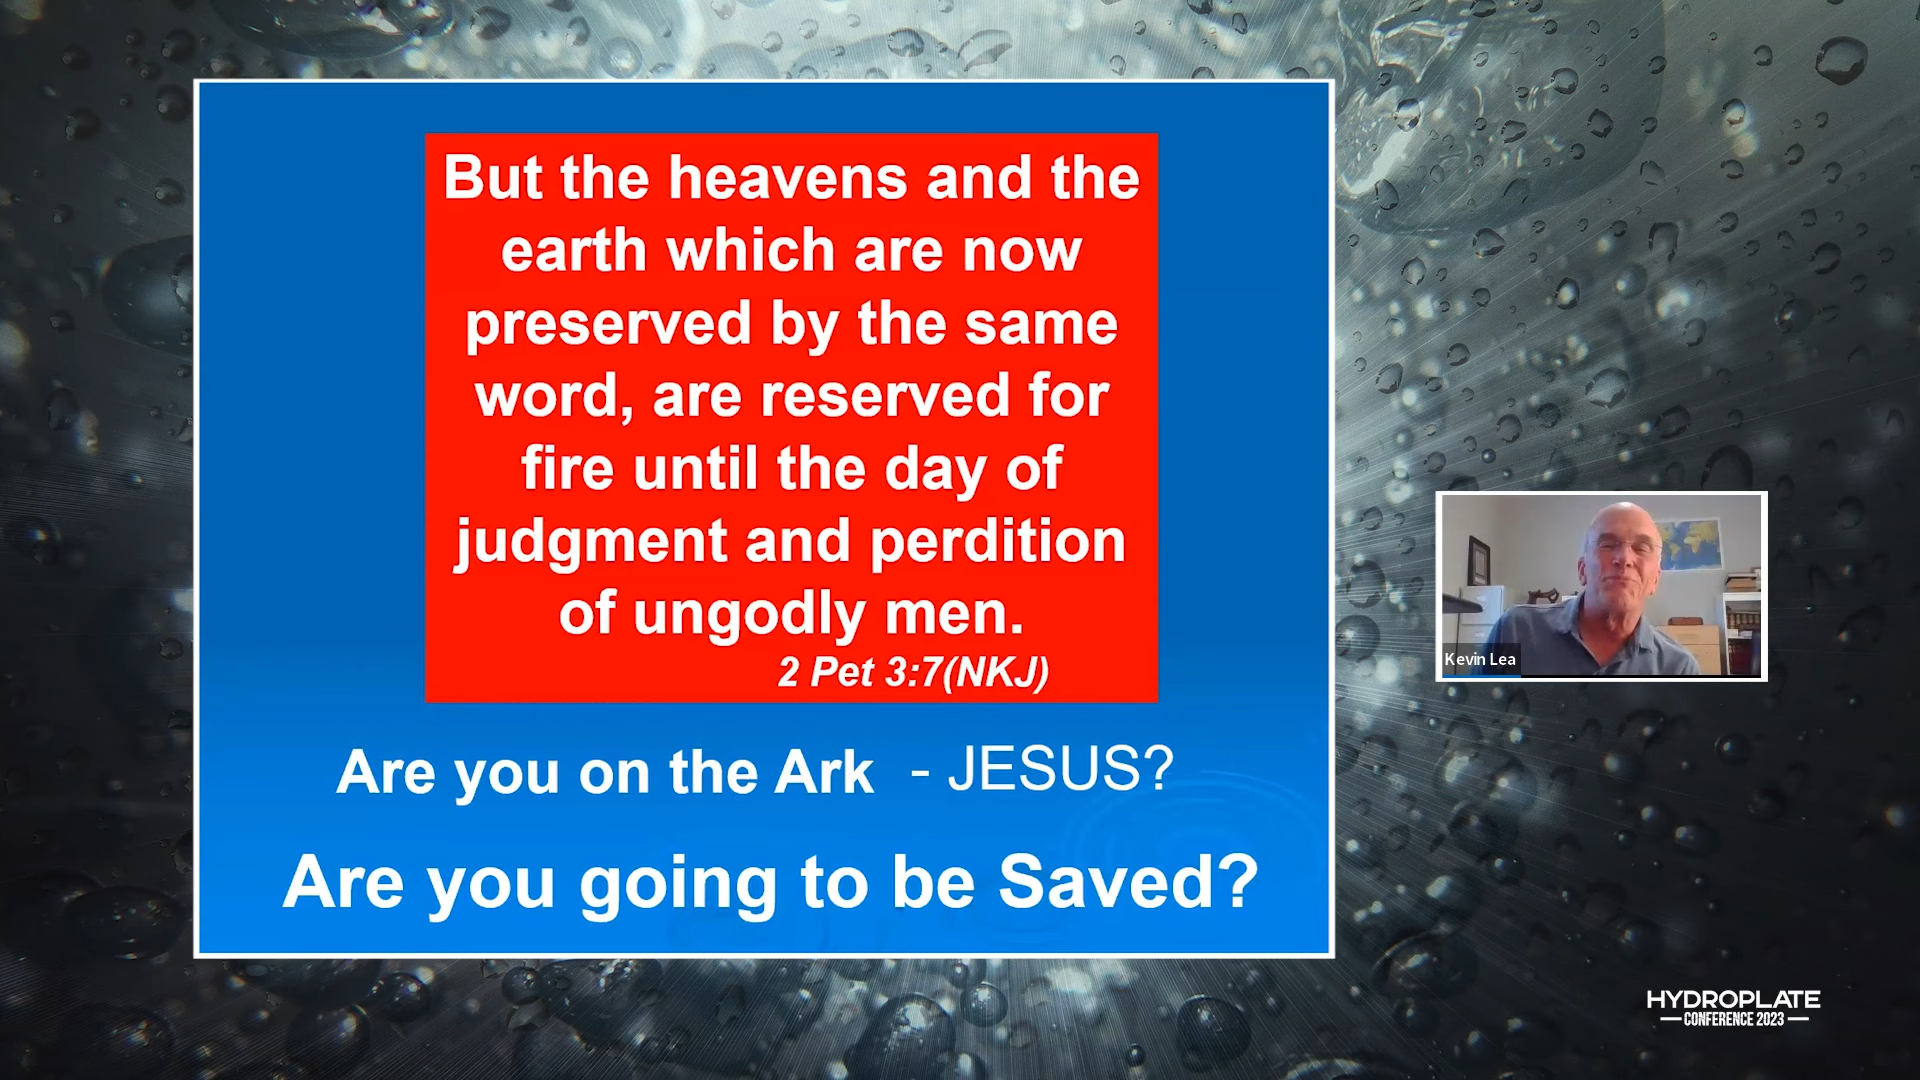 But the heavens and the
earth which are now
preserved by the same
word, are reserved for
fire until the day of
judgment and perdition
of ungodly men.
2 Pet 3:7(NKJ)
Are you on the Ark - JESUS?
Are you going to be Saved?
Kevin Lea
HYDROPLATE
CONFERENCE 2023